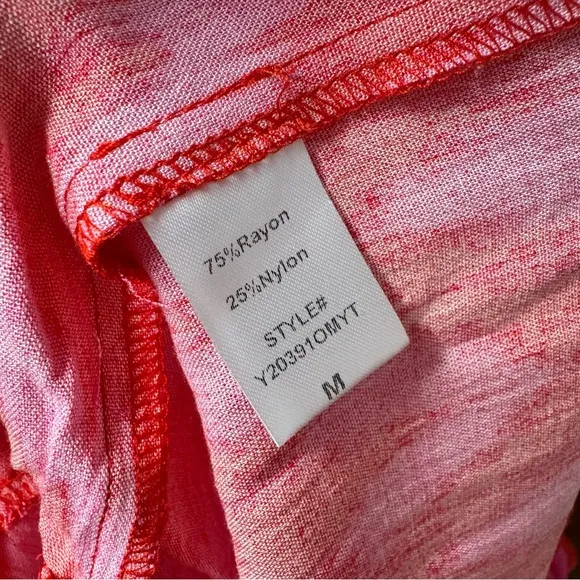 75%Rayon
25%Nylon
STYLE#
Y20391OMYT
M